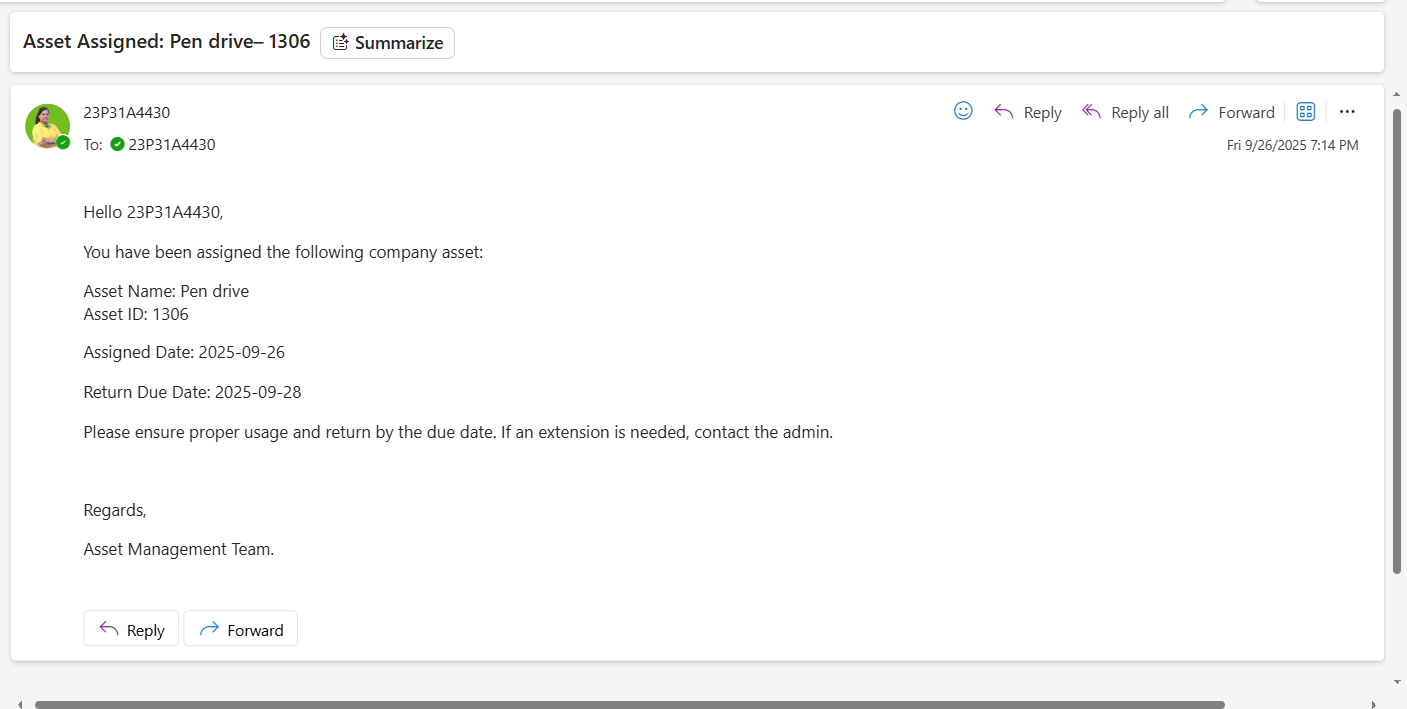 Asset Assigned: Pen drive– 1306 Summarize
23P31A4430
Reply Reply all Forward
To: 23P31A4430
Fri 9/26/2025 7:14 PM
Hello 23P31A4430,
You have been assigned the following company asset:
Asset Name: Pen drive
Asset ID: 1306
Assigned Date: 2025-09-26
Return Due Date: 2025-09-28
Please ensure proper usage and return by the due date. If an extension is needed, contact the admin.
Regards,
Asset Management Team.
Reply Forward